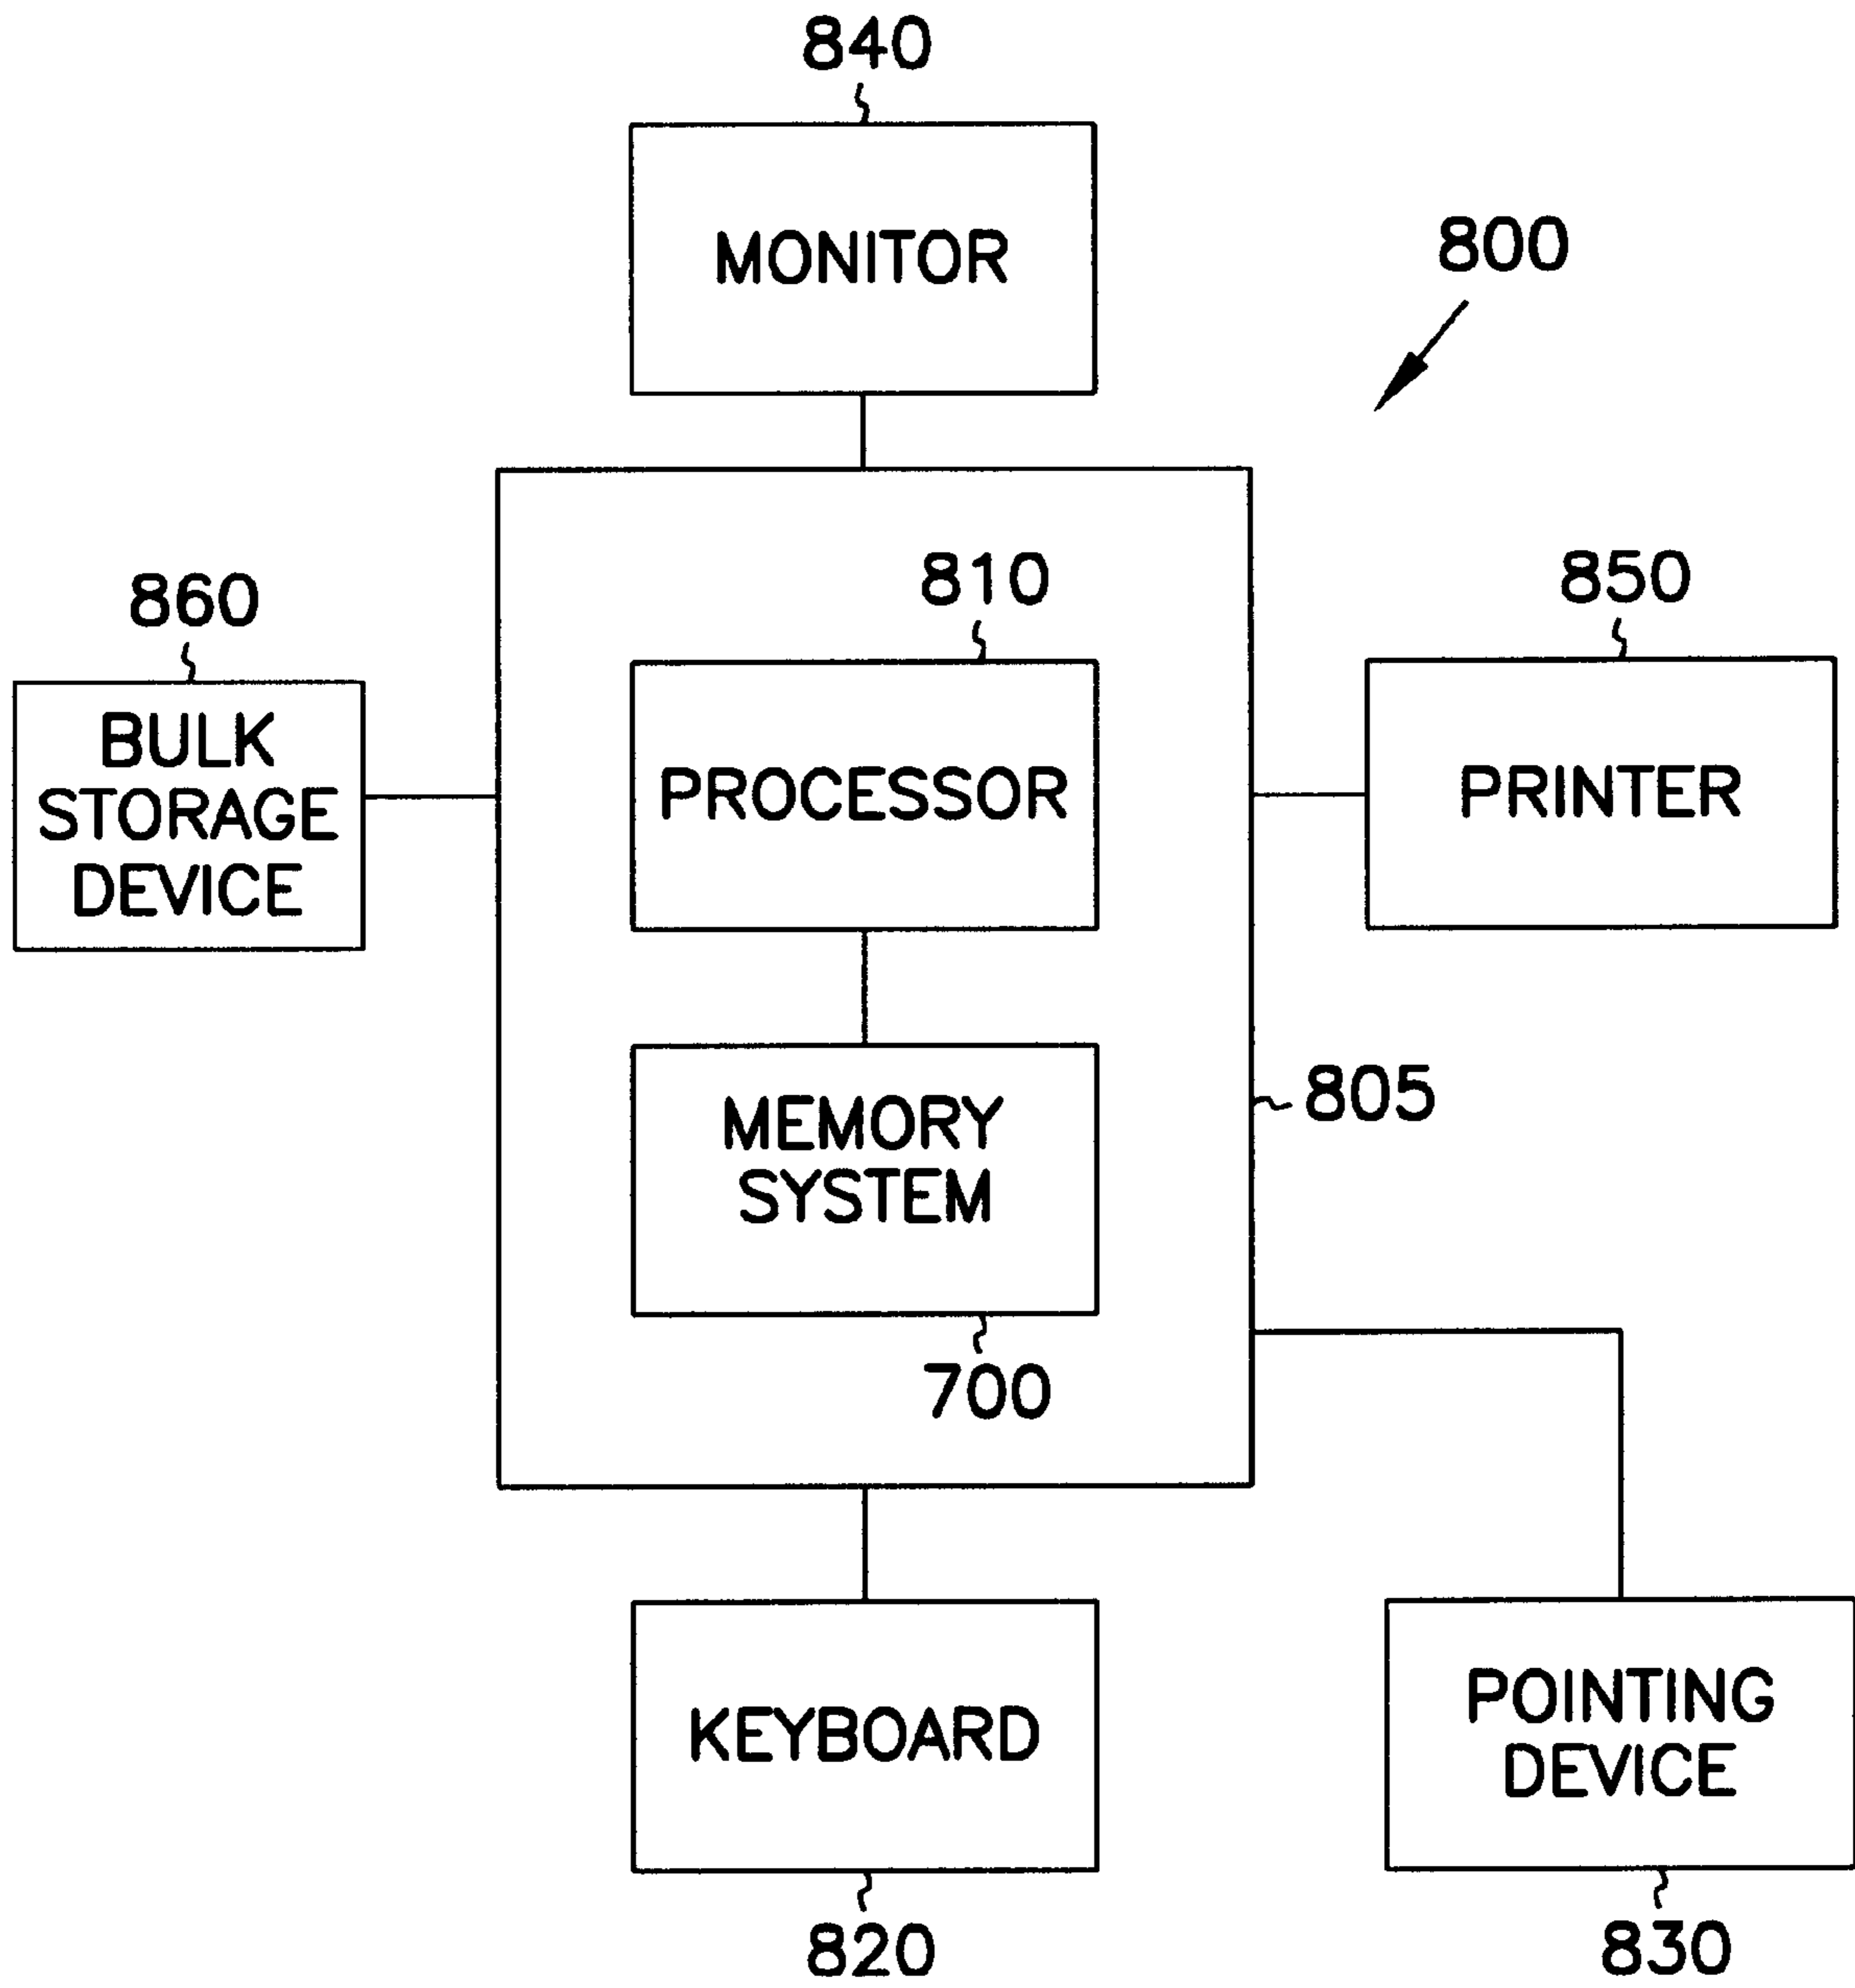 840
MONITOR
800
860
BULK
STORAGE
DEVICE
810
PROCESSOR
850
PRINTER
MEMORY
SYSTEM
805
700
KEYBOARD
820
POINTING
DEVICE
830